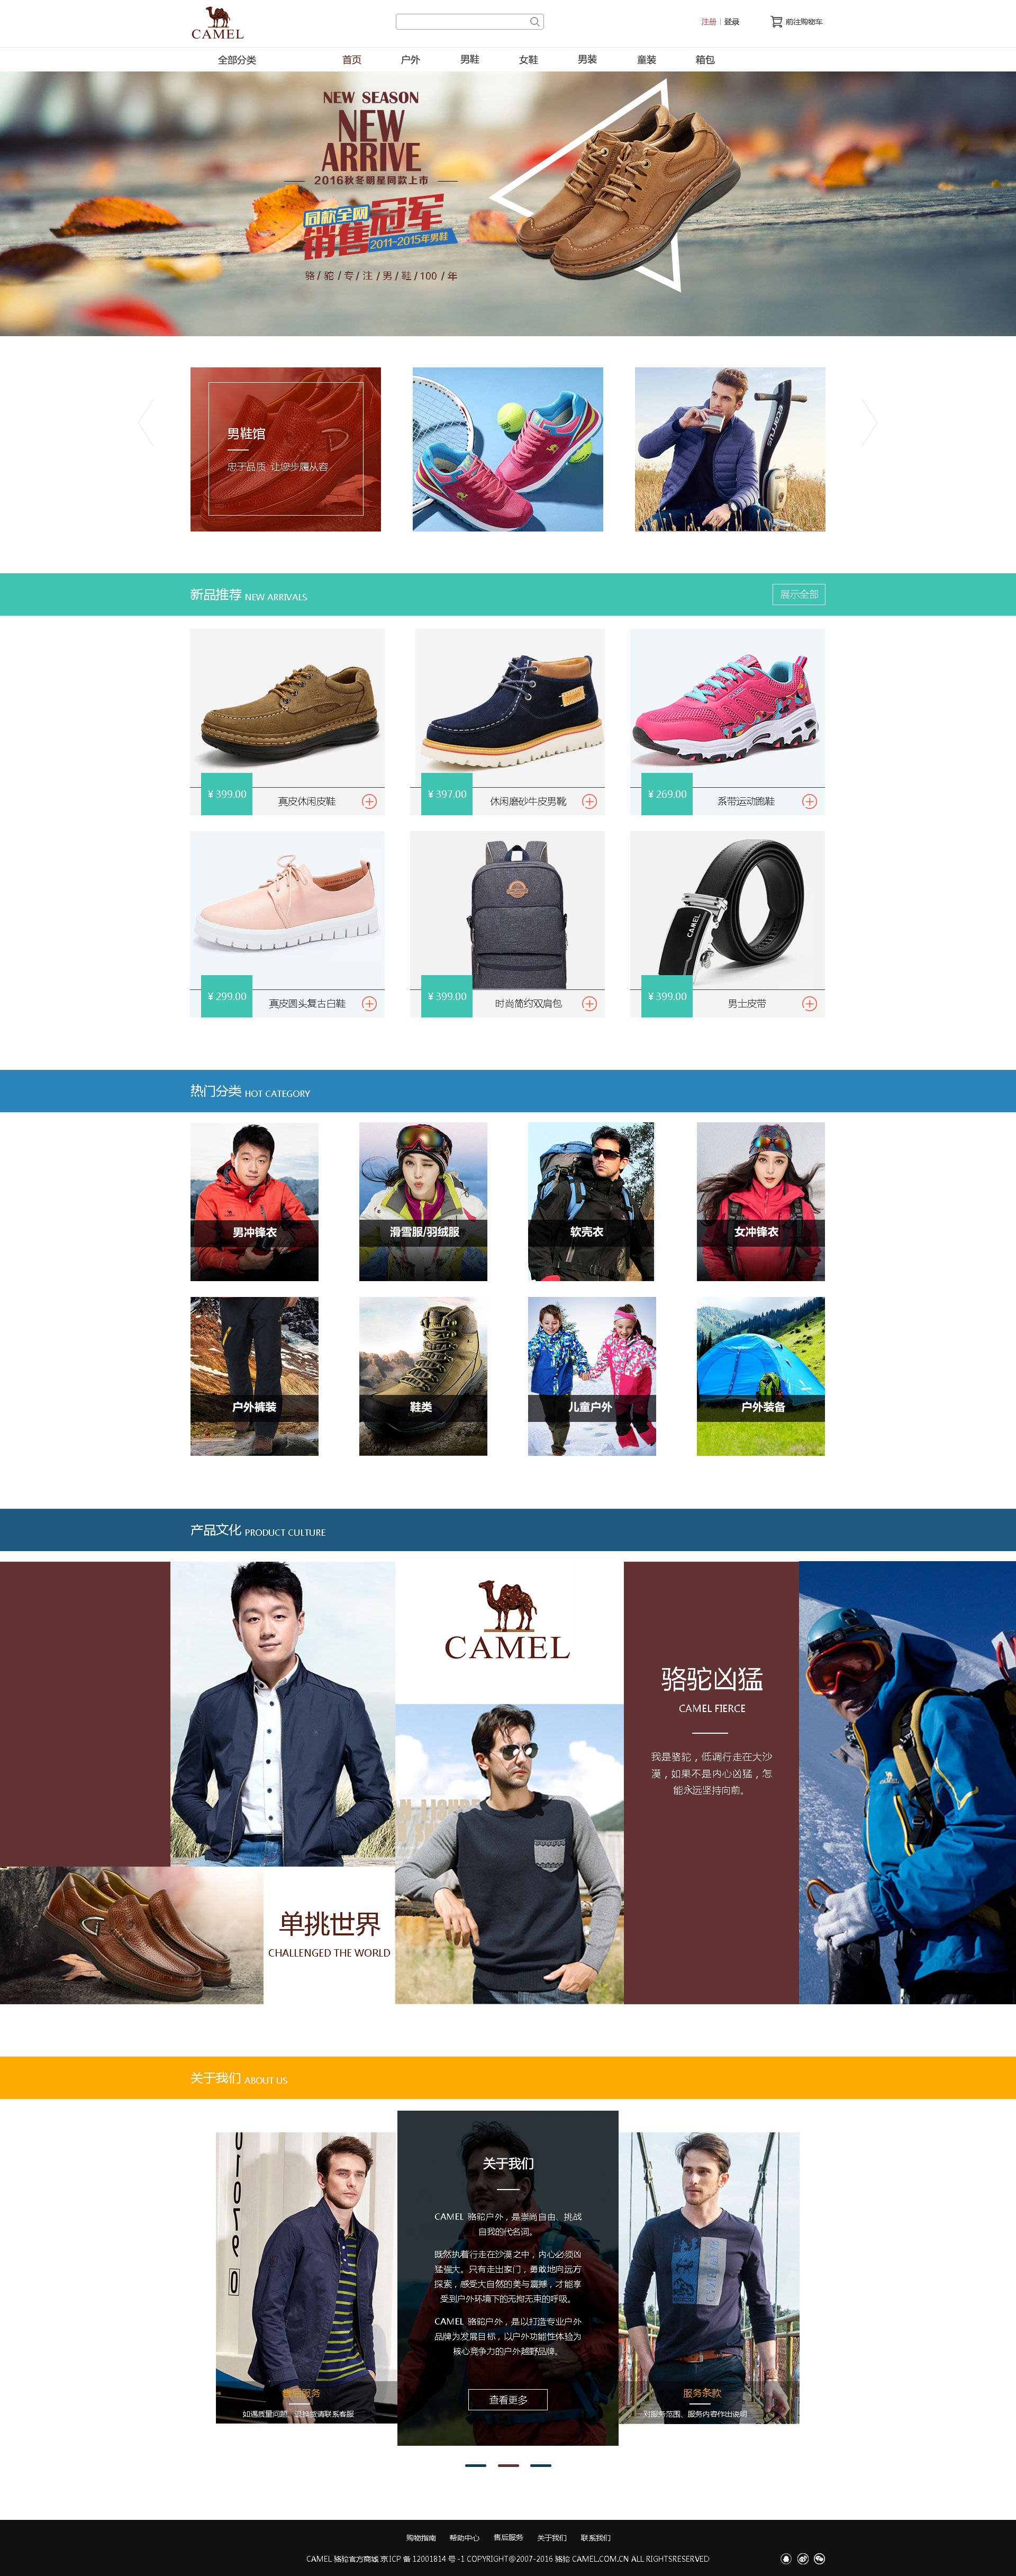 CAMEL
注册 | 登录
前往购物车
全部分类
首页
户外
男鞋
女鞋
男装
童装
箱包
NEW SEASON
NEW
ARRIVE
2016秋冬明星同款上市
同款全网
销售冠军
2011-2015年男鞋
骆/驼/专/注/男/鞋/100/年
男鞋馆
忠于品质 让您步履从容
ecarrus
新品推荐 NEW ARRIVALS
展示全部
¥ 399.00
真皮休闲皮鞋
¥ 397.00
休闲磨砂牛皮男靴
¥ 269.00
系带运动跑鞋
CAMEL
¥ 299.00
真皮圆头复古白鞋
¥ 399.00
时尚简约双肩包
¥ 399.00
男士皮带
热门分类 HOT CATEGORY
男冲锋衣
滑雪服/羽绒服
软壳衣
女冲锋衣
户外裤装
鞋类
儿童户外
户外装备
产品文化 PRODUCT CULTURE
CAMEL
骆驼凶猛
CAMEL FIERCE
我是骆驼，低调行走在大沙
漠，如果不是内心凶猛，怎
能永远坚持向前。
单挑世界
CHALLENGED THE WORLD
关于我们 ABOUT US
关于我们
CAMEL 骆驼户外，是崇尚自由、挑战
自我的代名词。
既然执着行走在沙漠之中，内心必须凶
猛强大。只有走出家门，勇敢地向远方
探索，感受大自然的美与震撼，才能享
受到户外环境下的无拘无束的呼吸。
CAMEL 骆驼户外，是以打造专业户外
品牌为发展目标，以户外功能性体验为
核心竞争力的户外越野品牌。
查看更多
售后服务
如遇质量问题、退换货请联系客服
服务条款
对服务范围、服务内容作出说明
购物指南
帮助中心
售后服务
关于我们
联系我们
CAMEL 骆驼官方商城 京 ICP 备 12001814 号 -1 COPYRIGHT@2007-2016 骆驼 CAMEL.COM.CN ALL RIGHTSRESERVED